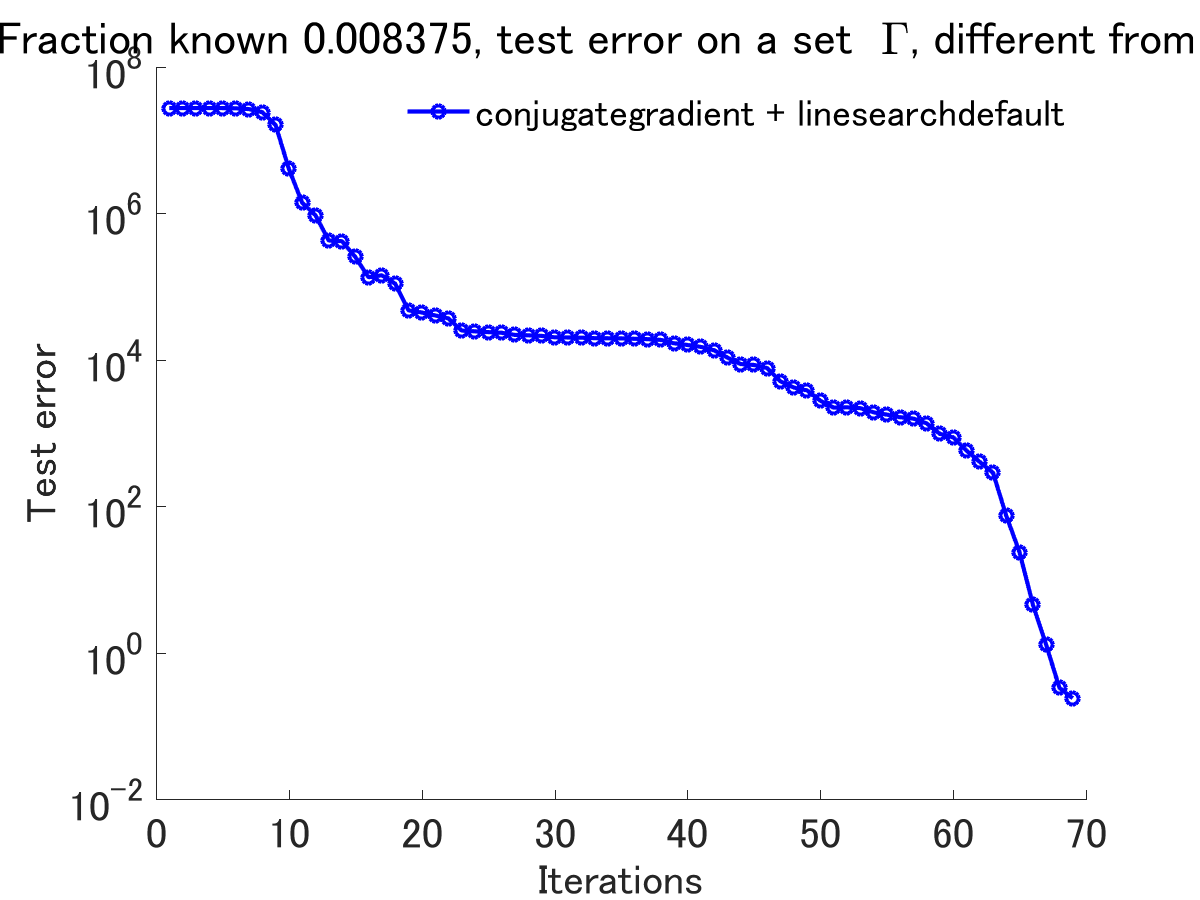 Fraction known 0.008375, test error on a set Γ, different from
10^8
conjugategradient + linesearchdefault
10^6
10^4
10^2
10^0
10^-2
Test error
0 10 20 30 40 50 60 70
Iterations